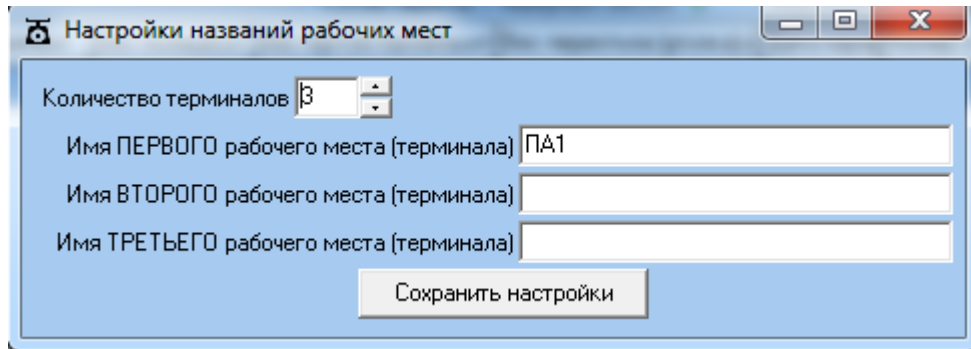 Настройки названий рабочих мест
Количество терминалов 3
Имя ПЕРВОГО рабочего места (терминала) ПА1
Имя ВТОРОГО рабочего места (терминала)
Имя ТРЕТЬЕГО рабочего места (терминала)
Сохранить настройки